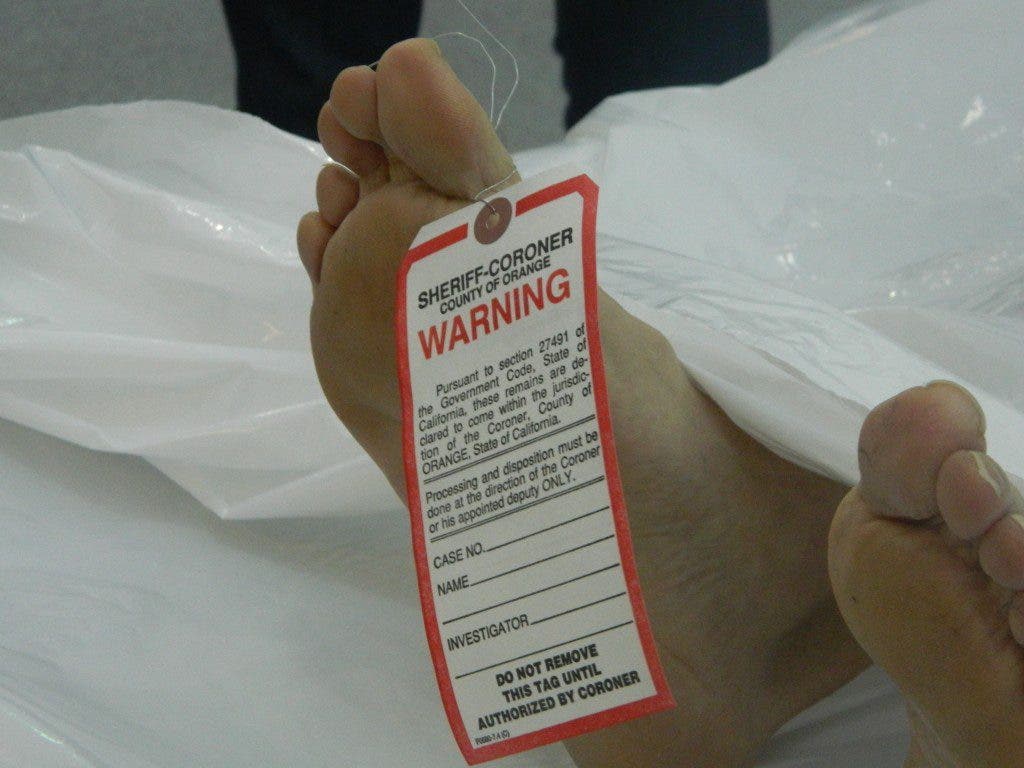 SHERIFF-CORONER
COUNTY OF ORANGE
WARNING
Pursuant to section 27491 of
the Government Code, State of
California, these remains are de-
clared to come within the jurisdic-
tion of the Coroner, County of
ORANGE, State of California.
Processing and disposition must be
done at the direction of the Coroner
or his appointed deputy ONLY.
CASE NO.
NAME
INVESTIGATOR
DO NOT REMOVE
THIS TAG UNTIL
AUTHORIZED BY CORONER